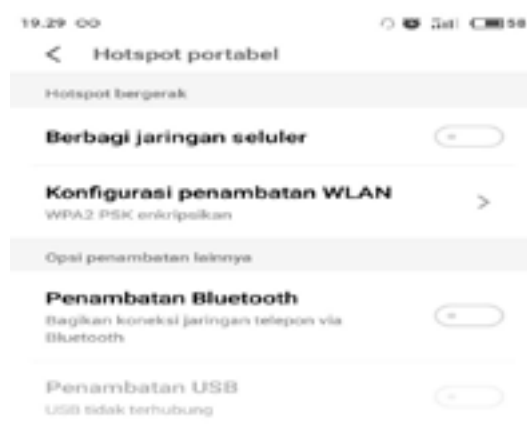 19.29
58
Hotspot portabel
Hotspot bergerak
Berbagi jaringan seluler
Konfigurasi penambatan WLAN
WPA2 PSK enkripsikan
Opsi penambatan lainnya
Penambatan Bluetooth
Bagikan koneksi jaringan telepon via
Bluetooth
Penambatan USB
USB tidak terhubung